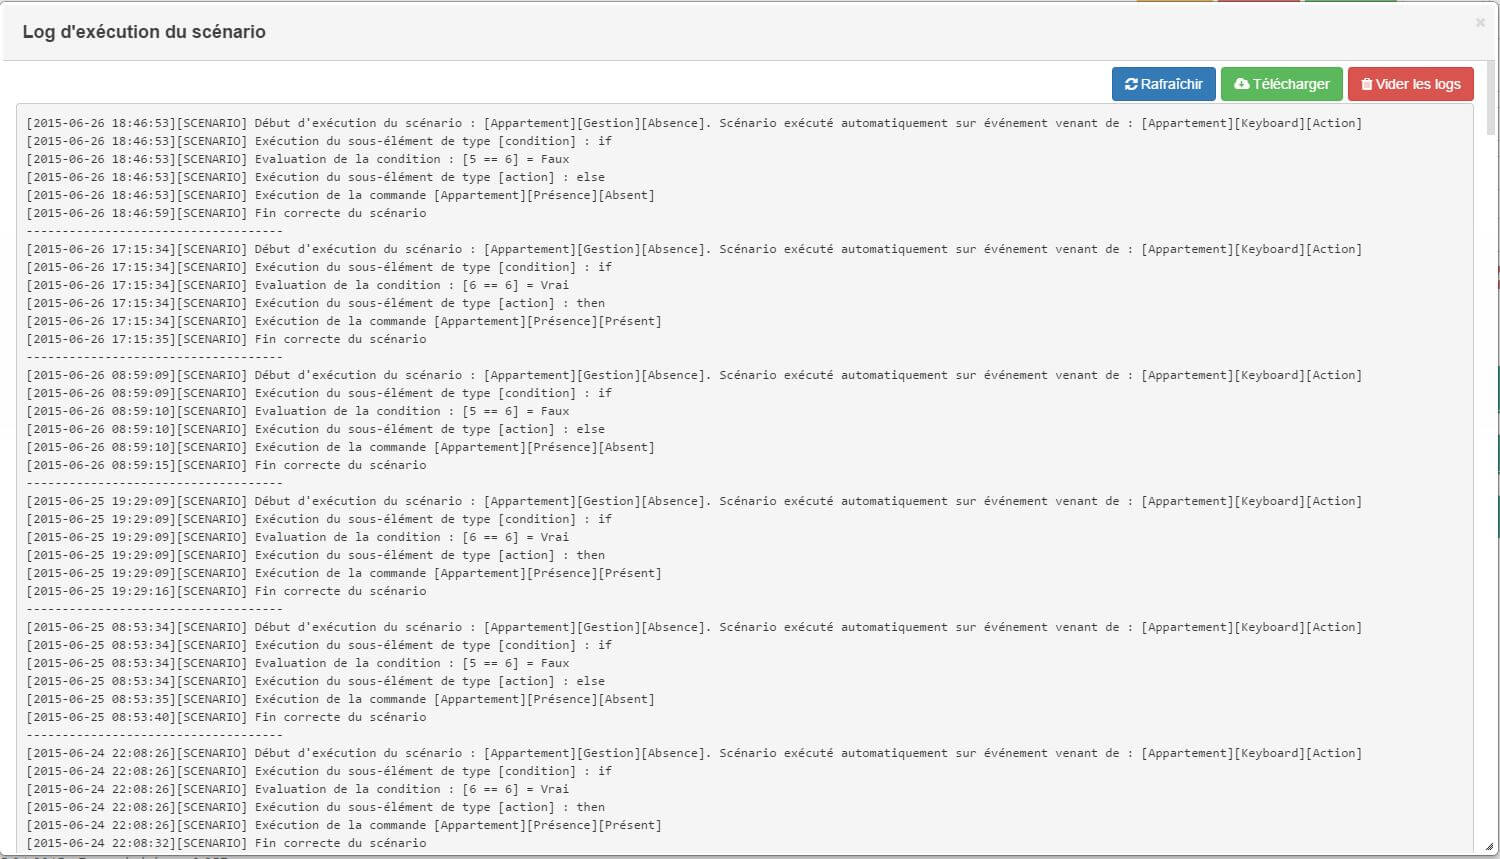 Log d'exécution du scénario
×
Rafraîchir Télécharger Vider les logs
[2015-06-26 18:46:53][SCENARIO] Début d'exécution du scénario : [Appartement][Gestion][Absence]. Scénario exécuté automatiquement sur événement venant de : [Appartement][Keyboard][Action]
[2015-06-26 18:46:53][SCENARIO] Exécution du sous-élément de type [condition] : if
[2015-06-26 18:46:53][SCENARIO] Evaluation de la condition : [5 == 6] = Faux
[2015-06-26 18:46:53][SCENARIO] Exécution du sous-élément de type [action] : else
[2015-06-26 18:46:53][SCENARIO] Exécution de la commande [Appartement][Présence][Absent]
[2015-06-26 18:46:59][SCENARIO] Fin correcte du scénario
------------------------------------
[2015-06-26 17:15:34][SCENARIO] Début d'exécution du scénario : [Appartement][Gestion][Absence]. Scénario exécuté automatiquement sur événement venant de : [Appartement][Keyboard][Action]
[2015-06-26 17:15:34][SCENARIO] Exécution du sous-élément de type [condition] : if
[2015-06-26 17:15:34][SCENARIO] Evaluation de la condition : [6 == 6] = Vrai
[2015-06-26 17:15:34][SCENARIO] Exécution du sous-élément de type [action] : then
[2015-06-26 17:15:34][SCENARIO] Exécution de la commande [Appartement][Présence][Présent]
[2015-06-26 17:15:35][SCENARIO] Fin correcte du scénario
------------------------------------
[2015-06-26 08:59:09][SCENARIO] Début d'exécution du scénario : [Appartement][Gestion][Absence]. Scénario exécuté automatiquement sur événement venant de : [Appartement][Keyboard][Action]
[2015-06-26 08:59:09][SCENARIO] Exécution du sous-élément de type [condition] : if
[2015-06-26 08:59:10][SCENARIO] Evaluation de la condition : [5 == 6] = Faux
[2015-06-26 08:59:10][SCENARIO] Exécution du sous-élément de type [action] : else
[2015-06-26 08:59:10][SCENARIO] Exécution de la commande [Appartement][Présence][Absent]
[2015-06-26 08:59:15][SCENARIO] Fin correcte du scénario
------------------------------------
[2015-06-25 19:29:09][SCENARIO] Début d'exécution du scénario : [Appartement][Gestion][Absence]. Scénario exécuté automatiquement sur événement venant de : [Appartement][Keyboard][Action]
[2015-06-25 19:29:09][SCENARIO] Exécution du sous-élément de type [condition] : if
[2015-06-25 19:29:09][SCENARIO] Evaluation de la condition : [6 == 6] = Vrai
[2015-06-25 19:29:09][SCENARIO] Exécution du sous-élément de type [action] : then
[2015-06-25 19:29:09][SCENARIO] Exécution de la commande [Appartement][Présence][Présent]
[2015-06-25 19:29:16][SCENARIO] Fin correcte du scénario
------------------------------------
[2015-06-25 08:53:34][SCENARIO] Début d'exécution du scénario : [Appartement][Gestion][Absence]. Scénario exécuté automatiquement sur événement venant de : [Appartement][Keyboard][Action]
[2015-06-25 08:53:34][SCENARIO] Exécution du sous-élément de type [condition] : if
[2015-06-25 08:53:34][SCENARIO] Evaluation de la condition : [5 == 6] = Faux
[2015-06-25 08:53:34][SCENARIO] Exécution du sous-élément de type [action] : else
[2015-06-25 08:53:35][SCENARIO] Exécution de la commande [Appartement][Présence][Absent]
[2015-06-25 08:53:40][SCENARIO] Fin correcte du scénario
------------------------------------
[2015-06-24 22:08:26][SCENARIO] Début d'exécution du scénario : [Appartement][Gestion][Absence]. Scénario exécuté automatiquement sur événement venant de : [Appartement][Keyboard][Action]
[2015-06-24 22:08:26][SCENARIO] Exécution du sous-élément de type [condition] : if
[2015-06-24 22:08:26][SCENARIO] Evaluation de la condition : [6 == 6] = Vrai
[2015-06-24 22:08:26][SCENARIO] Exécution du sous-élément de type [action] : then
[2015-06-24 22:08:26][SCENARIO] Exécution de la commande [Appartement][Présence][Présent]
[2015-06-24 22:08:32][SCENARIO] Fin correcte du scénario